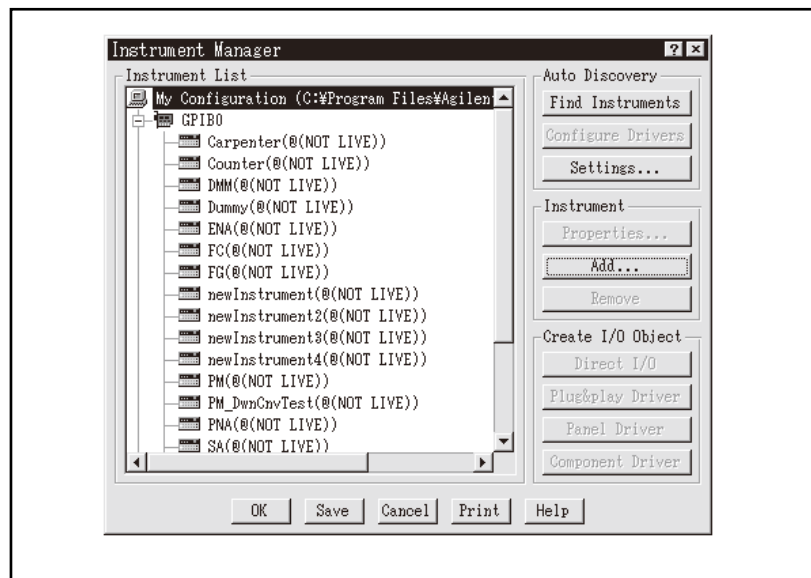 Instrument Manager
Instrument List
My Configuration (C:¥Program Files¥Agilen
GPIB0
Carpenter(@(NOT LIVE))
Counter(@(NOT LIVE))
DMM(@(NOT LIVE))
Dummy(@(NOT LIVE))
ENA(@(NOT LIVE))
FC(@(NOT LIVE))
FG(@(NOT LIVE))
newInstrument(@(NOT LIVE))
newInstrument2(@(NOT LIVE))
newInstrument3(@(NOT LIVE))
newInstrument4(@(NOT LIVE))
PM(@(NOT LIVE))
PM_DwnCnvTest(@(NOT LIVE))
PNA(@(NOT LIVE))
SA(@(NOT LIVE))
Auto Discovery
Find Instruments
Configure Drivers
Settings...
Instrument
Properties...
Add...
Remove
Create I/O Object
Direct I/O
Plug&play Driver
Panel Driver
Component Driver
OK Save Cancel Print Help